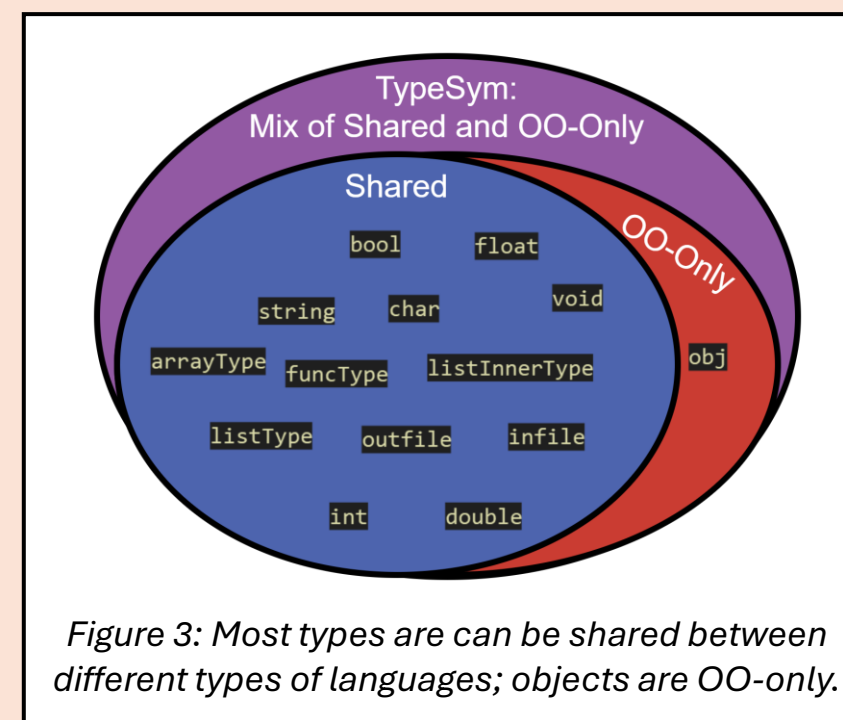 TypeSym:
Mix of Shared and OO-Only
Shared
OO-Only
bool float
string char void
arrayType funcType listInnerType obj
listType outfile infile
int double
Figure 3: Most types are can be shared between
different types of languages; objects are OO-only.